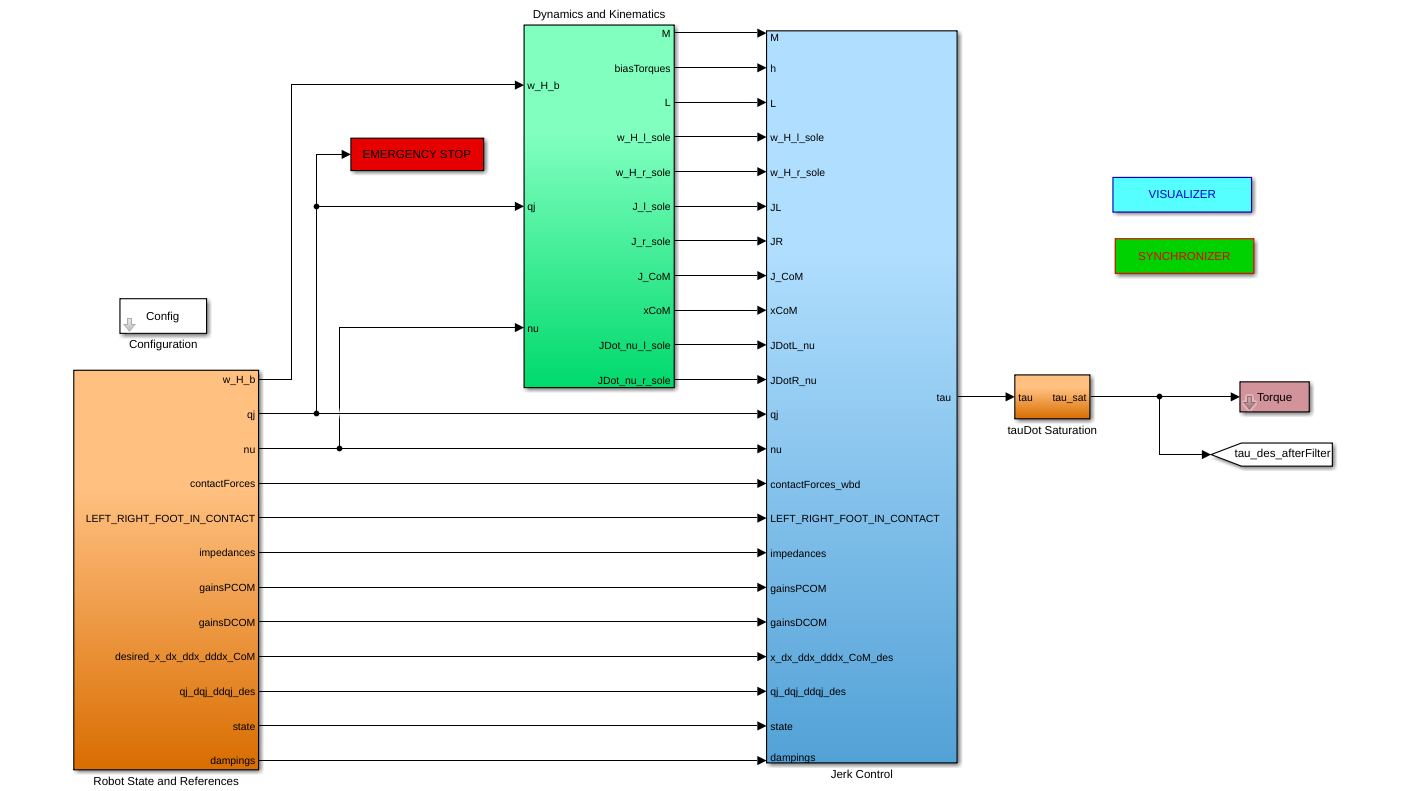 Dynamics and Kinematics
w_H_b
qj
nu
M
biasTorques
L
w_H_l_sole
w_H_r_sole
J_l_sole
J_r_sole
J_CoM
xCoM
JDot_nu_l_sole
JDot_nu_r_sole
EMERGENCY STOP
Config
Configuration
w_H_b
qj
nu
contactForces
LEFT_RIGHT_FOOT_IN_CONTACT
impedances
gainsPCOM
gainsDCOM
desired_x_dx_ddx_dddx_CoM
qj_dqj_ddqj_des
state
dampings
Robot State and References
M
h
L
w_H_l_sole
w_H_r_sole
JL
JR
J_CoM
xCoM
JDotL_nu
JDotR_nu
qj
nu
contactForces_wbd
LEFT_RIGHT_FOOT_IN_CONTACT
impedances
gainsPCOM
gainsDCOM
x_dx_ddx_dddx_CoM_des
qj_dqj_ddqj_des
state
dampings
tau
Jerk Control
VISUALIZER
SYNCHRONIZER
tau
tau_sat
tauDot Saturation
Torque
tau_des_afterFilter